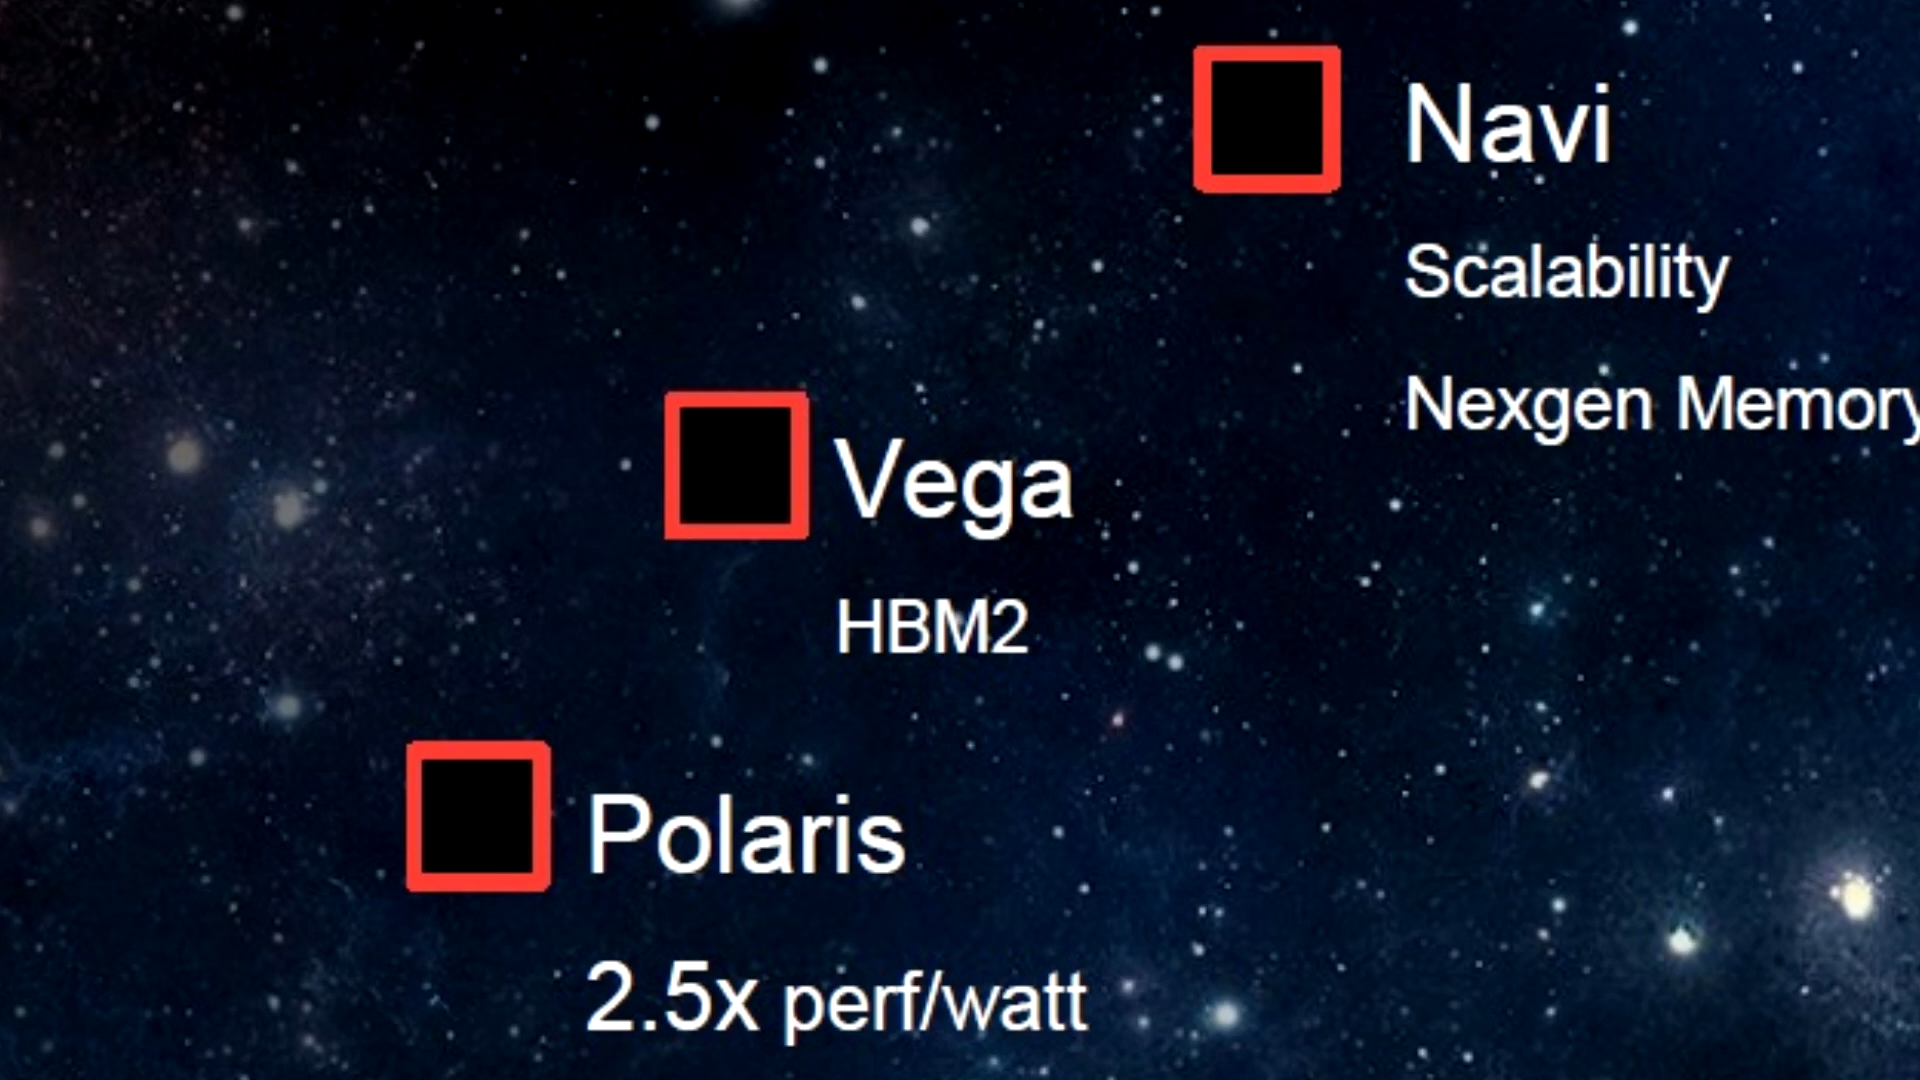 Navi
Scalability
Nexgen Memory
Vega
HBM2
Polaris
2.5x perf/watt